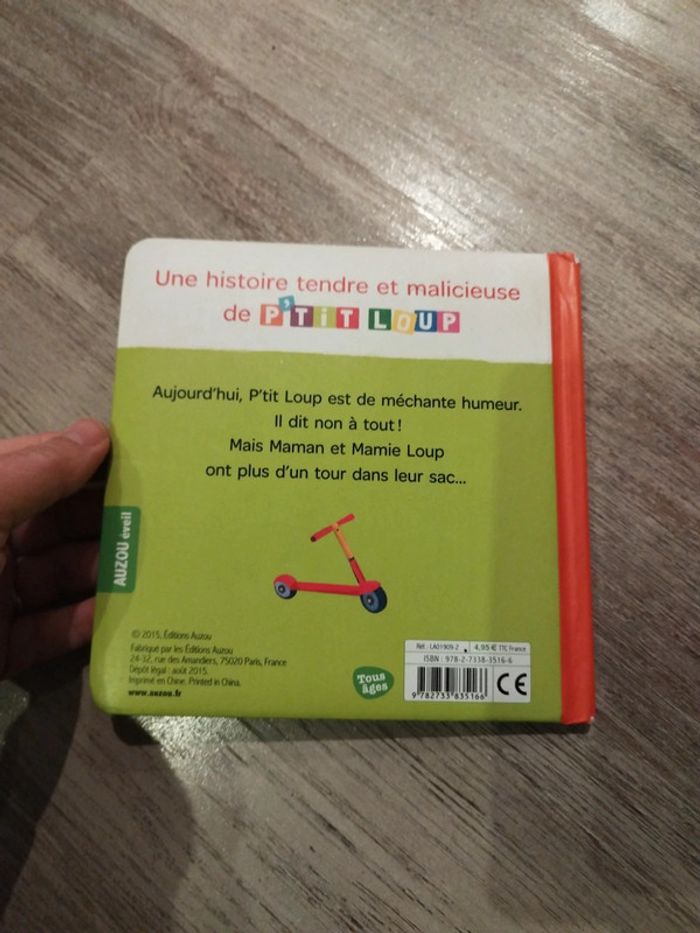 Une histoire tendre et malicieuse
de P'TIT LOUP
Aujourd'hui, P'tit Loup est de méchante humeur.
Il dit non à tout !
Mais Maman et Mamie Loup
ont plus d'un tour dans leur sac...
AUZOU éveil
© 2015, Éditions Auzou
Fabriqué par les Éditions Auzou
24-32, rue des Amandiers, 75020 Paris, France
Dépôt légal : août 2015.
Imprimé en Chine. Printed in China.
www.auzou.fr
Tous
âges
Réf. : LA01909-2
4,95 € TTC France
ISBN : 978-2-7338-3516-6
9 782733 835166
CE